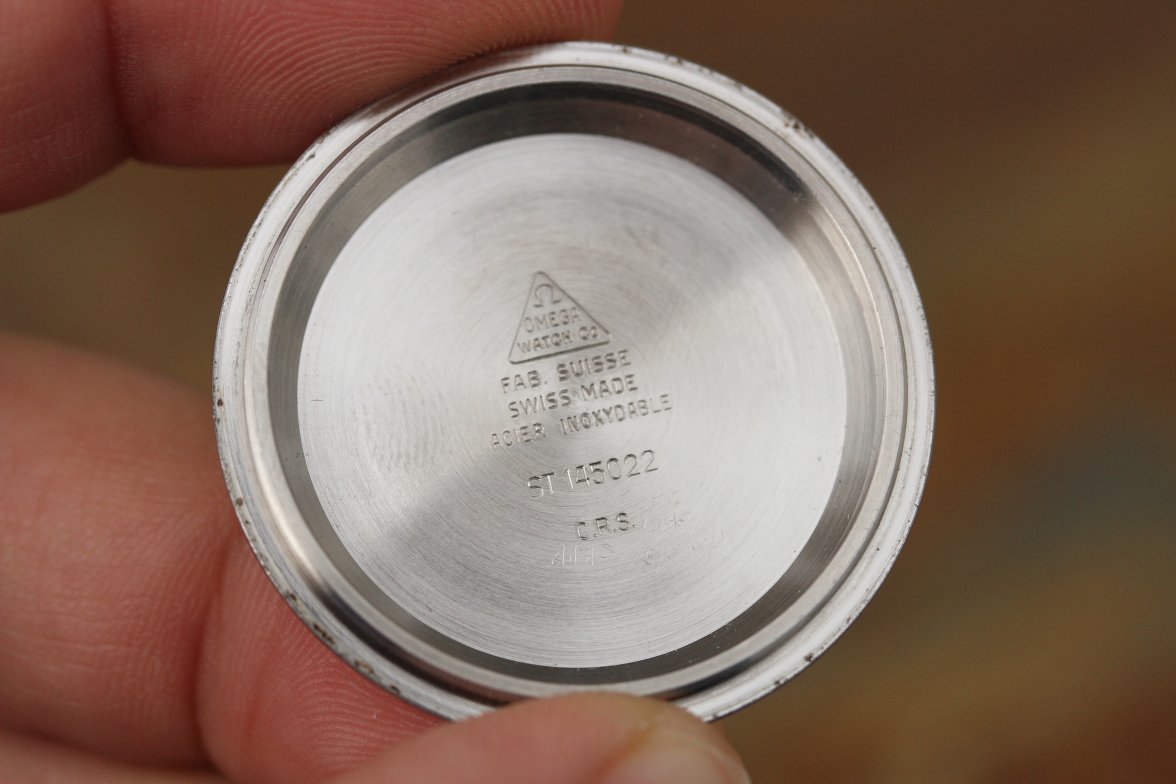 Ω
OMEGA
WATCH Co
FAB. SUISSE
SWISS MADE
ACIER INOXYDABLE
ST 145022
C.R.S.